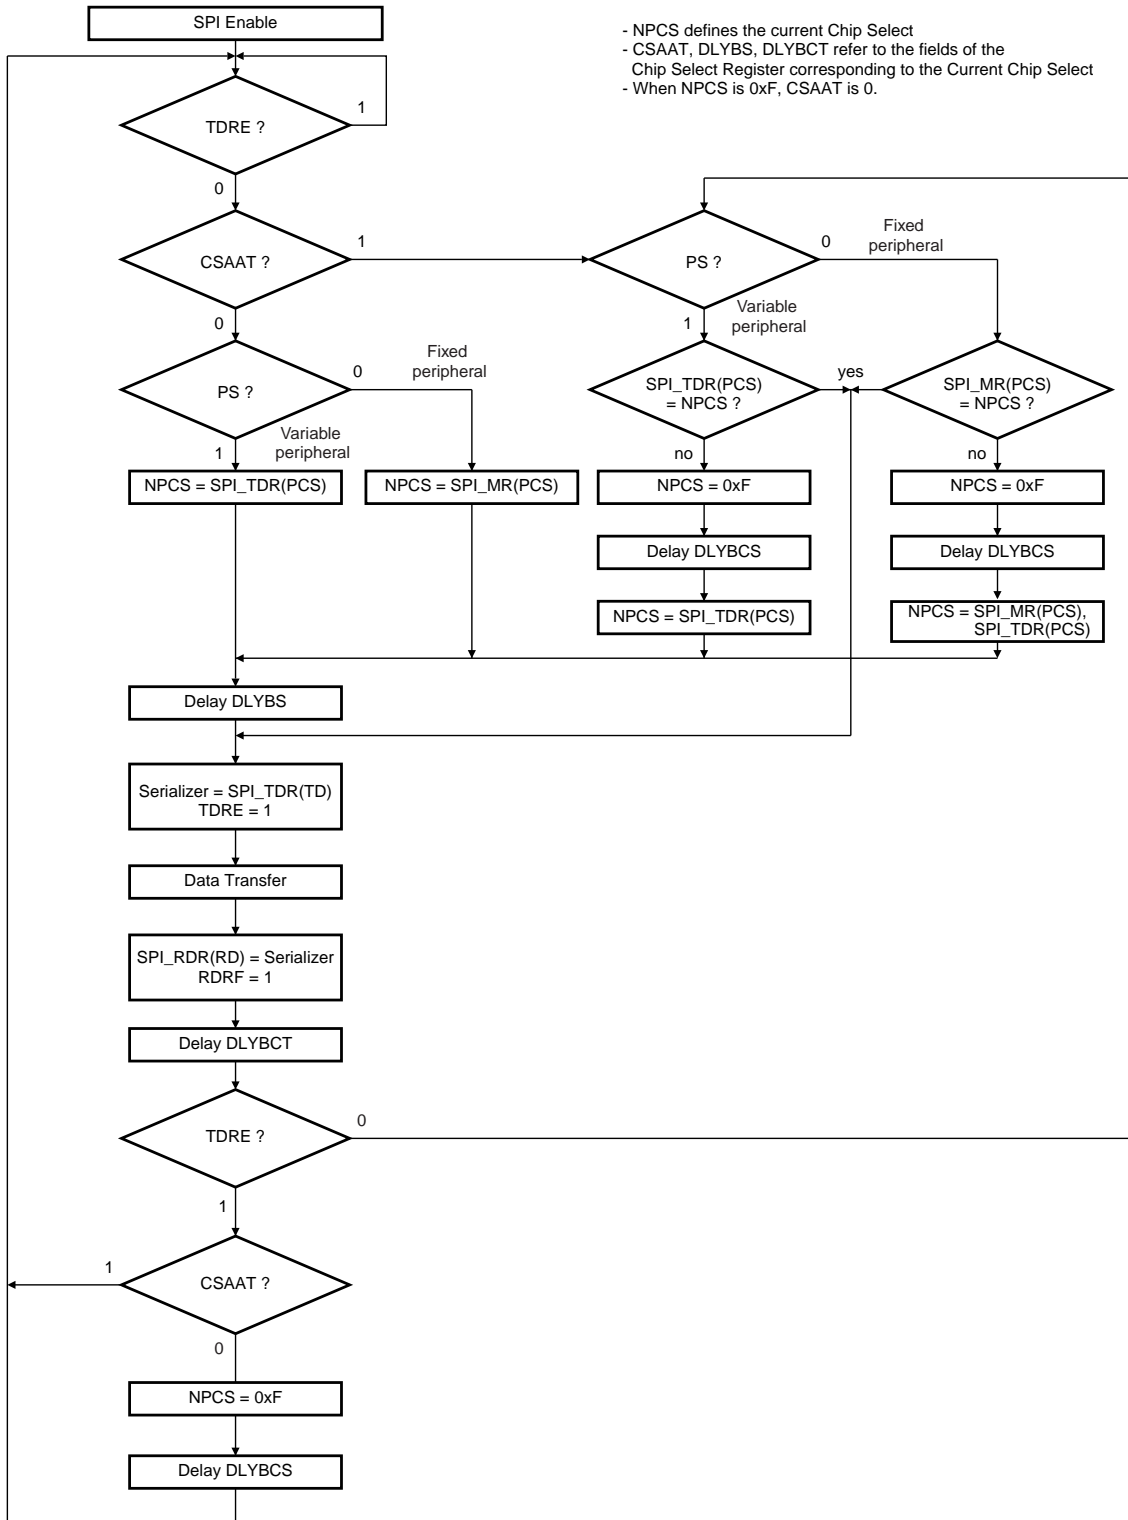 SPI Enable
- NPCS defines the current Chip Select
- CSAAT, DLYBS, DLYBCT refer to the fields of the
Chip Select Register corresponding to the Current Chip Select
- When NPCS is 0xF, CSAAT is 0.
TDRE ?
1
0
CSAAT ?
1
0
PS ?
0
Fixed
peripheral
1
Variable
peripheral
PS ?
0
Fixed
peripheral
1
Variable
peripheral
SPI_TDR(PCS)
= NPCS ?
yes
SPI_MR(PCS)
= NPCS ?
no
no
NPCS = SPI_TDR(PCS)
NPCS = SPI_MR(PCS)
NPCS = 0xF
NPCS = 0xF
Delay DLYBCS
Delay DLYBCS
NPCS = SPI_TDR(PCS)
NPCS = SPI_MR(PCS),
SPI_TDR(PCS)
Delay DLYBS
Serializer = SPI_TDR(TD)
TDRE = 1
Data Transfer
SPI_RDR(RD) = Serializer
RDRF = 1
Delay DLYBCT
TDRE ?
0
1
CSAAT ?
1
0
NPCS = 0xF
Delay DLYBCS